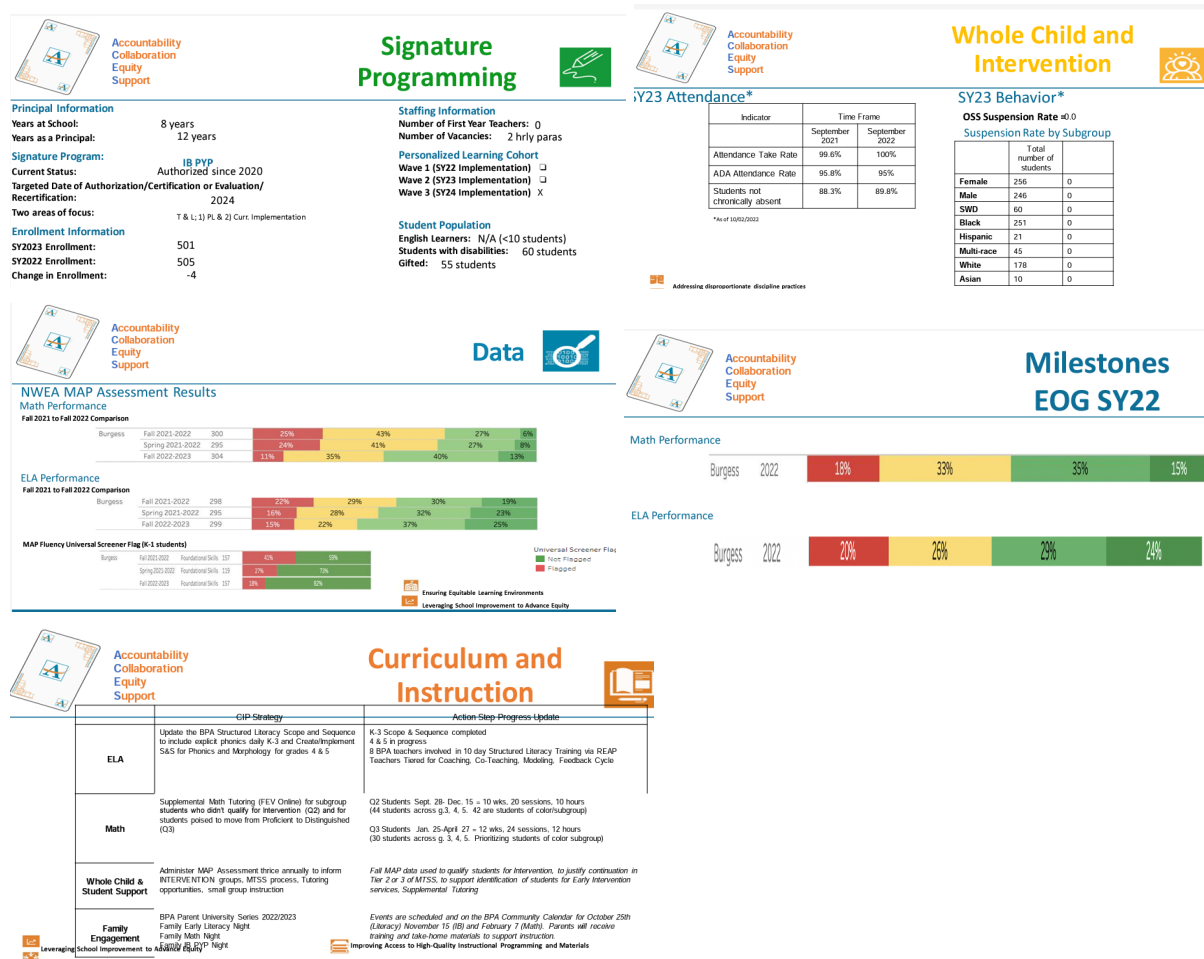 Accountability
Collaboration
Equity
Support
Signature
Programming
Principal Information
Years at School: 8 years
Years as a Principal: 12 years
Signature Program: IB PYP
Current Status: Authorized since 2020
Targeted Date of Authorization/Certification or Evaluation/
Recertification: 2024
Two areas of focus: T & L; 1) PL & 2) Curr. Implementation
Enrollment Information
SY2023 Enrollment: 501
SY2022 Enrollment: 505
Change in Enrollment: -4
Staffing Information
Number of First Year Teachers: 0
Number of Vacancies: 2 hrly paras
Personalized Learning Cohort
Wave 1 (SY22 Implementation) ❑
Wave 2 (SY23 Implementation) ❑
Wave 3 (SY24 Implementation) X
Student Population
English Learners: N/A (<10 students)
Students with disabilities: 60 students
Gifted: 55 students
Accountability
Collaboration
Equity
Support
Whole Child and
Intervention
SY23 Attendance*
Indicator Time Frame
September 2021 September 2022
Attendance Take Rate 99.6% 100%
ADA Attendance Rate 95.8% 95%
Students not chronically absent 88.3% 89.8%
*As of 10/02/2022
Addressing disproportionate discipline practices
SY23 Behavior*
OSS Suspension Rate =0.0
Suspension Rate by Subgroup
Total number of students
Female 256 0
Male 246 0
SWD 60 0
Black 251 0
Hispanic 21 0
Multi-race 45 0
White 178 0
Asian 10 0
Accountability
Collaboration
Equity
Support
Data
NWEA MAP Assessment Results
Math Performance
Fall 2021 to Fall 2022 Comparison
Burgess Fall 2021-2022 300 25% 43% 27% 6%
Spring 2021-2022 295 24% 41% 27% 8%
Fall 2022-2023 304 11% 35% 40% 13%
ELA Performance
Fall 2021 to Fall 2022 Comparison
Burgess Fall 2021-2022 298 22% 29% 30% 19%
Spring 2021-2022 295 16% 28% 32% 23%
Fall 2022-2023 299 15% 22% 37% 25%
MAP Fluency Universal Screener Flag (K-1 students)
Burgess Fall 2021-2022 Foundational Skills 157 41% 59%
Spring 2021-2022 Foundational Skills 119 27% 73%
Fall 2022-2023 Foundational Skills 157 18% 82%
Universal Screener Flag
Not Flagged
Flagged
Ensuring Equitable Learning Environments
Leveraging School Improvement to Advance Equity
Accountability
Collaboration
Equity
Support
Milestones
EOG SY22
Math Performance
Burgess 2022 18% 33% 35% 15%
ELA Performance
Burgess 2022 20% 26% 29% 24%
Accountability
Collaboration
Equity
Support
Curriculum and
Instruction
CIP Strategy Action Step Progress Update
ELA
Update the BPA Structured Literacy Scope and Sequence
to include explicit phonics daily K-3 and Create/Implement
S&S for Phonics and Morphology for grades 4 & 5
K-3 Scope & Sequence completed
4 & 5 in progress
8 BPA teachers involved in 10 day Structured Literacy Training via REAP
Teachers Tiered for Coaching, Co-Teaching, Modeling, Feedback Cycle
Math
Supplemental Math Tutoring (FEV Online) for subgroup
students who didn't qualify for Intervention (Q2) and for
students poised to move from Proficient to Distinguished
(Q3)
Q2 Students Sept. 28- Dec. 15 = 10 wks, 20 sessions, 10 hours
(44 students across g.3, 4, 5. 42 are students of color/subgroup)
Q3 Students Jan. 25-April 27 = 12 wks, 24 sessions, 12 hours
(30 students across g. 3, 4, 5. Prioritizing students of color subgroup)
Whole Child &
Student Support
Administer MAP Assessment thrice annually to inform
INTERVENTION groups, MTSS process, Tutoring
opportunities, small group instruction
Fall MAP data used to qualify students for Intervention, to justify continuation in
Tier 2 or 3 of MTSS, to support identification of students for Early Intervention
services, Supplemental Tutoring
Family
Engagement
BPA Parent University Series 2022/2023
Family Early Literacy Night
Family Math Night
Family IB PYP Night
Events are scheduled and on the BPA Community Calendar for October 25th
(Literacy) November 15 (IB) and February 7 (Math). Parents will receive
training and take-home materials to support instruction.
Leveraging School Improvement to Advance Equity
Improving Access to High-Quality Instructional Programming and Materials